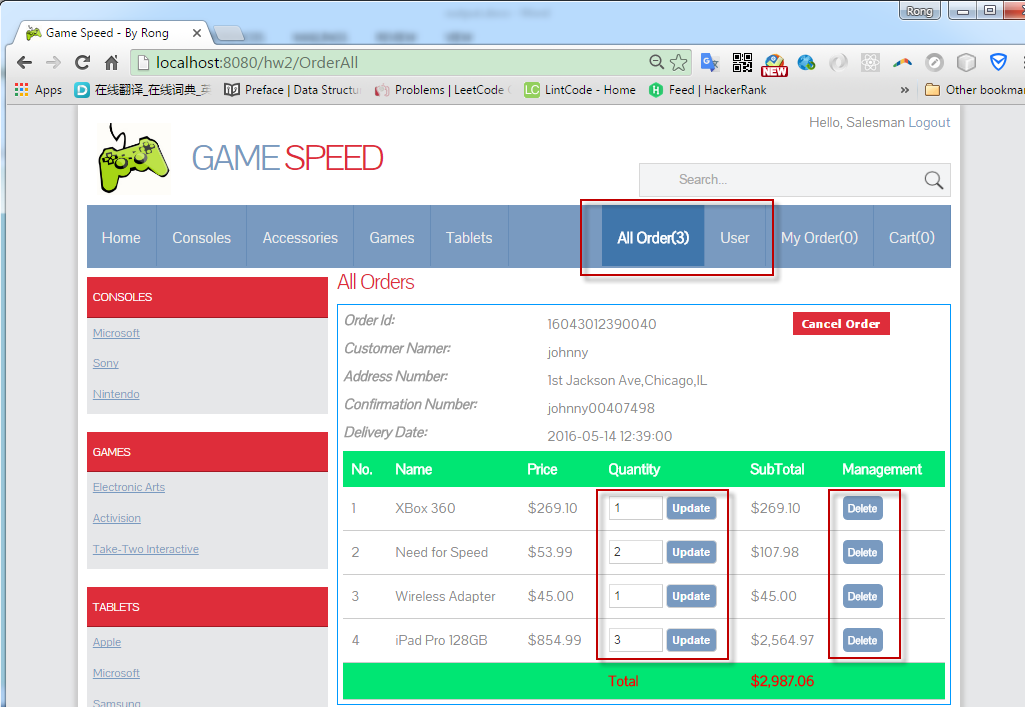 Rong
Game Speed - By Rong
localhost:8080/hw2/OrderAll
NEW
Apps 在线翻译_在线词典_英 Preface | Data Structu Problems | LeetCode LC LintCode - Home Feed | HackerRank » Other bookmar
Hello, Salesman Logout
GAME SPEED
Search...
Home Consoles Accessories Games Tablets All Order(3) User My Order(0) Cart(0)
CONSOLES
Microsoft
Sony
Nintendo
GAMES
Electronic Arts
Activision
Take-Two Interactive
TABLETS
Apple
Microsoft
Samsung
All Orders
Order Id: 16043012390040 Cancel Order
Customer Namer: johnny
Address Number: 1st Jackson Ave,Chicago,IL
Confirmation Number: johnny00407498
Delivery Date: 2016-05-14 12:39:00
No. Name Price Quantity SubTotal Management
1 XBox 360 $269.10 1 Update $269.10 Delete
2 Need for Speed $53.99 2 Update $107.98 Delete
3 Wireless Adapter $45.00 1 Update $45.00 Delete
4 iPad Pro 128GB $854.99 3 Update $2,564.97 Delete
Total $2,987.06